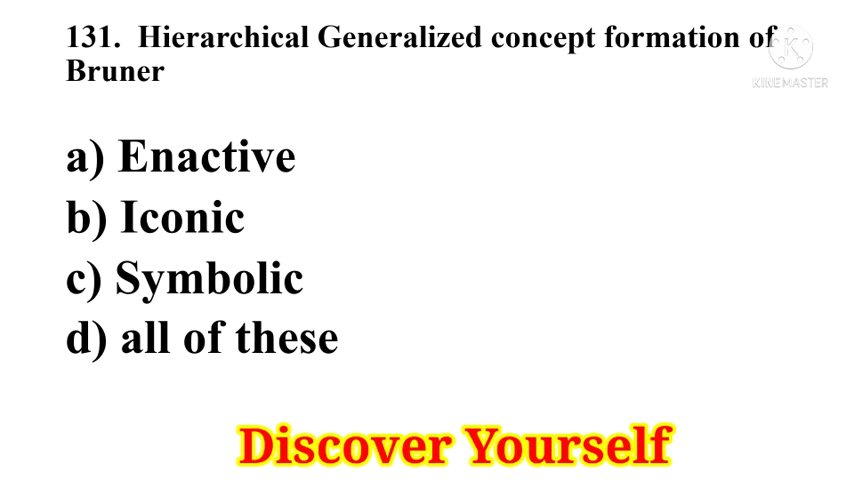 131.  Hierarchical Generalized concept formation of
Bruner
K
KINEMASTER
a) Enactive
b) Iconic
c) Symbolic
d) all of these
Discover Yourself